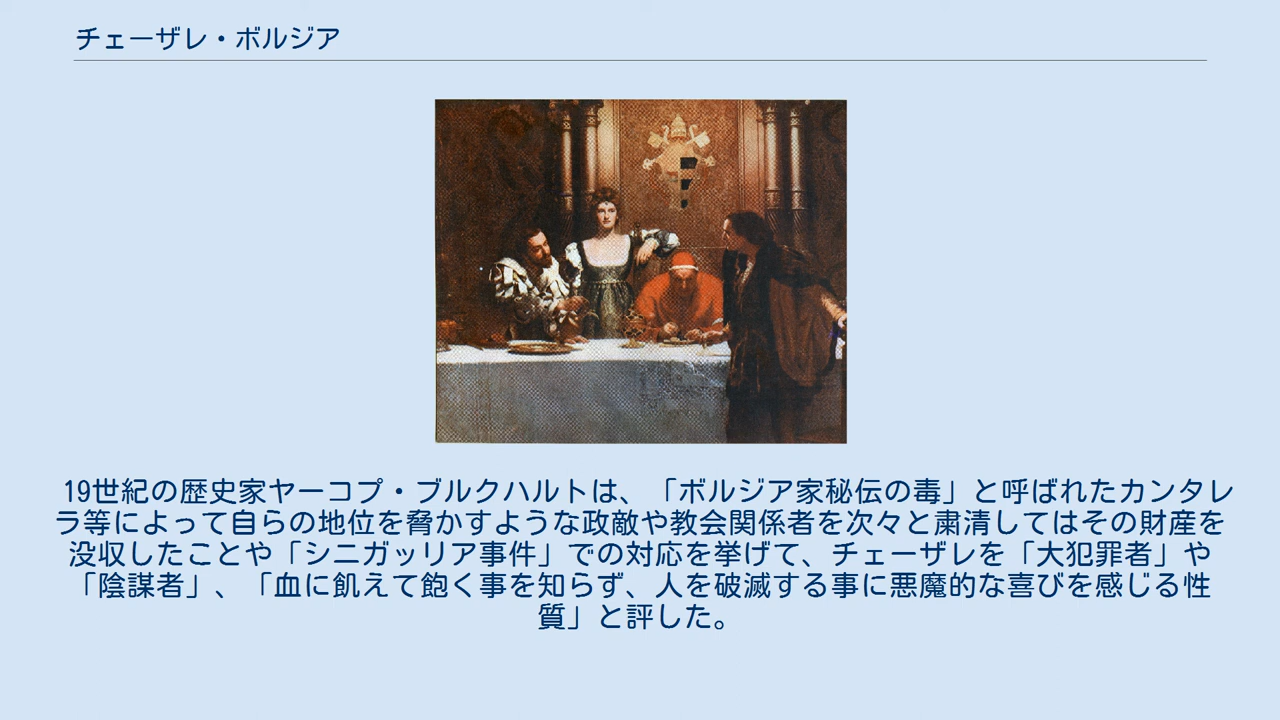 チェーザレ・ボルジア
19世紀の歴史家ヤーコプ・ブルクハルトは、「ボルジア家秘伝の毒」と呼ばれたカンタレ
ラ等によって自らの地位を脅かすような政敵や教会関係者を次々と粛清してはその財産を
没収したことや「シニガッリア事件」での対応を挙げて、チェーザレを「大犯罪者」や
「陰謀者」、「血に飢えて飽く事を知らず、人を破滅する事に悪魔的な喜びを感じる性
質」と評した。